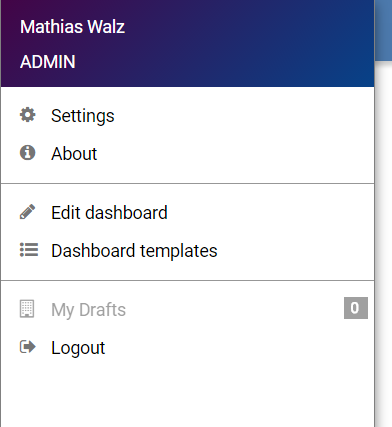 Mathias Walz
ADMIN
Settings
About
Edit dashboard
Dashboard templates
My Drafts 0
Logout